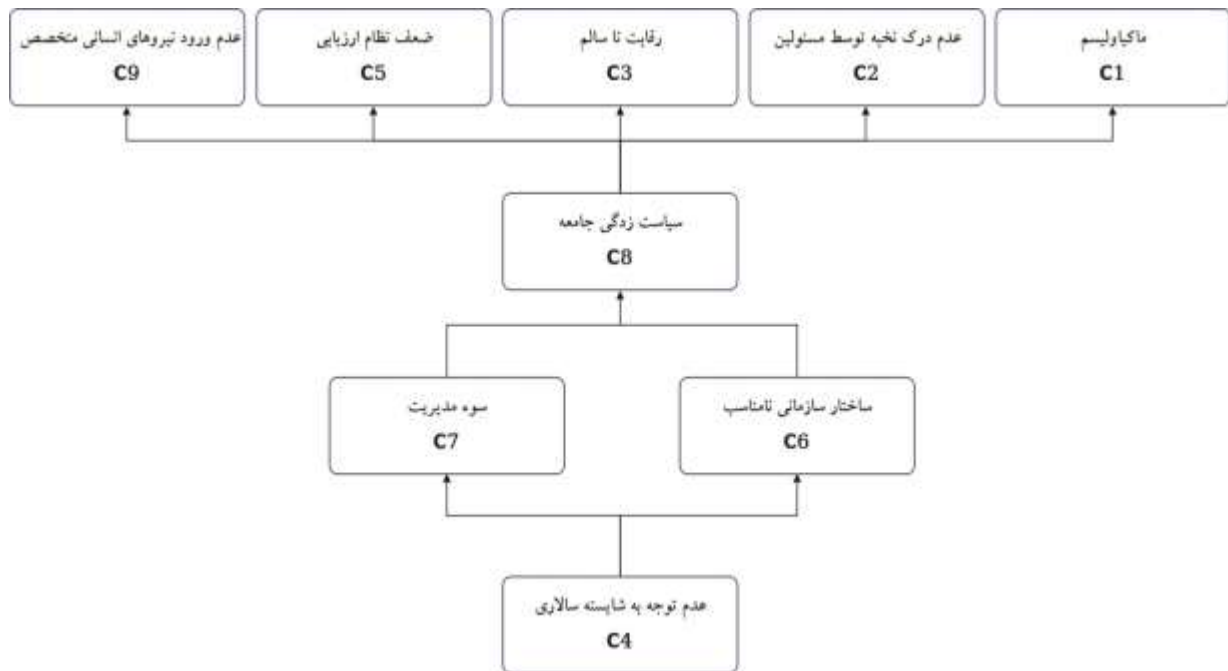 ماکیاولیسم
C1
عدم درک نخبه توسط مسئولین
C2
رقابت نا سالم
C3
ضعف نظام ارزیابی
C5
عدم ورود نیروهای انسانی متخصص
C9
سیاست زدگی جامعه
C8
ساختار سازمانی نامناسب
C6
سوء مدیریت
C7
عدم توجه به شایسته سالاری
C4